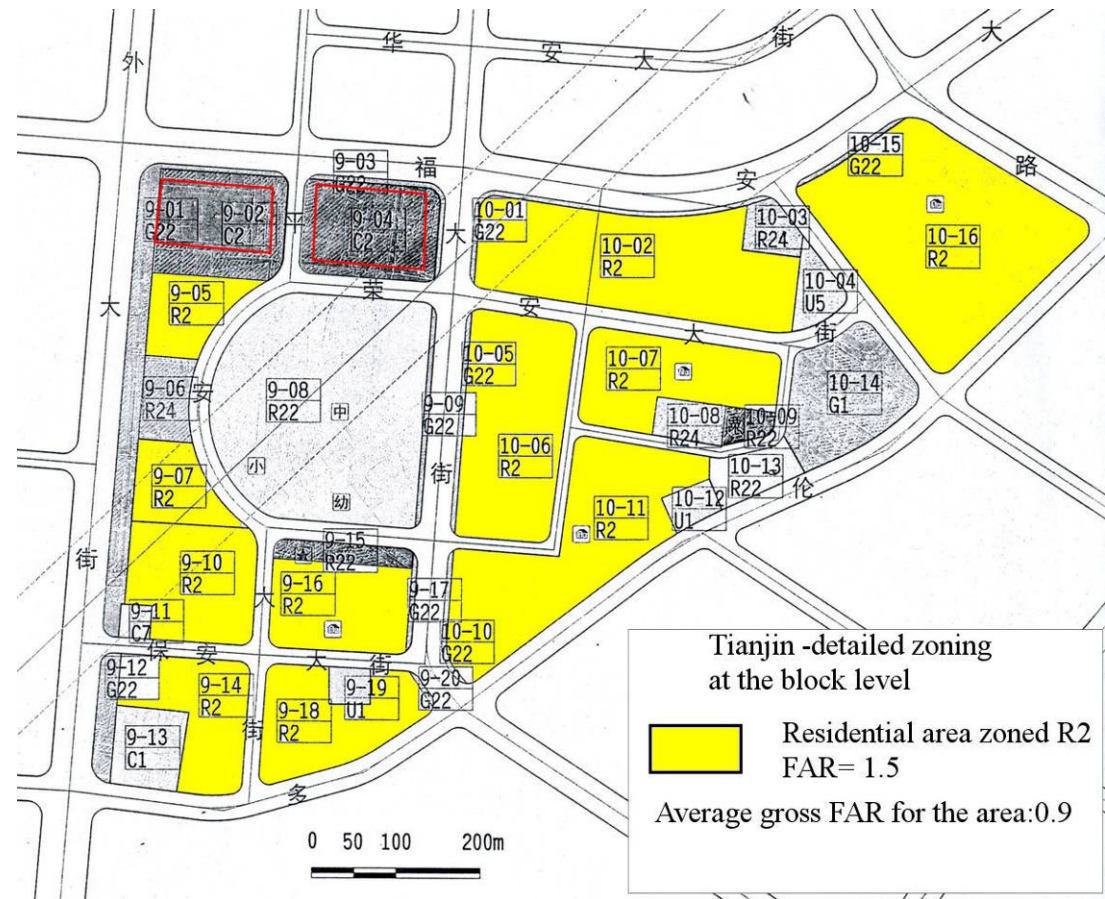 华
安
大
街
大
外
9-03
G22
福
安
10-15
G22
路
9-01
G22
9-02
C2
平
9-04
C2
大
10-01
G22
10-02
R2
10-03
R24
10-16
R2
10-04
U5
大
9-05
R2
荣
安
大
街
10-05
G22
10-07
R2
10-14
G1
9-06
R24
安
9-08
R22
中
9-09
G22
10-08
R24
10-09
R22
10-06
R2
9-07
R2
小
街
10-13
R22
伦
幼
10-11
R2
10-12
U1
街
9-10
R2
9-15
R22
9-16
R2
大
9-17
G22
9-11
C7
10-10
G22
保
安
大
街
9-12
G22
9-14
R2
9-19
U1
9-20
G22
9-18
R2
街
9-13
C1
多
0 50 100 200m
Tianjin -detailed zoning
at the block level
Residential area zoned R2
FAR= 1.5
Average gross FAR for the area:0.9